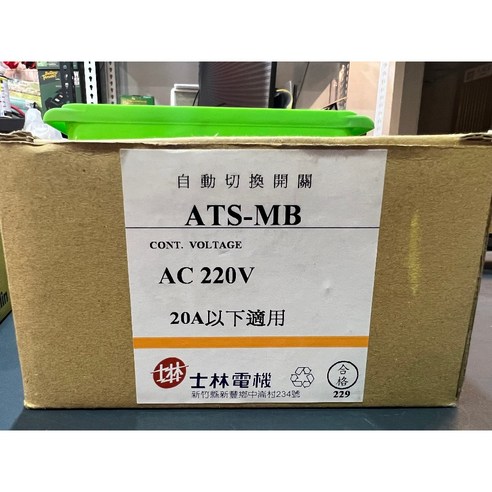 自動切換開關
ATS-MB
CONT. VOLTAGE
AC 220V
20A以下適用
士林 士林電機
新竹縣新豐鄉中崙村234號
合格
229